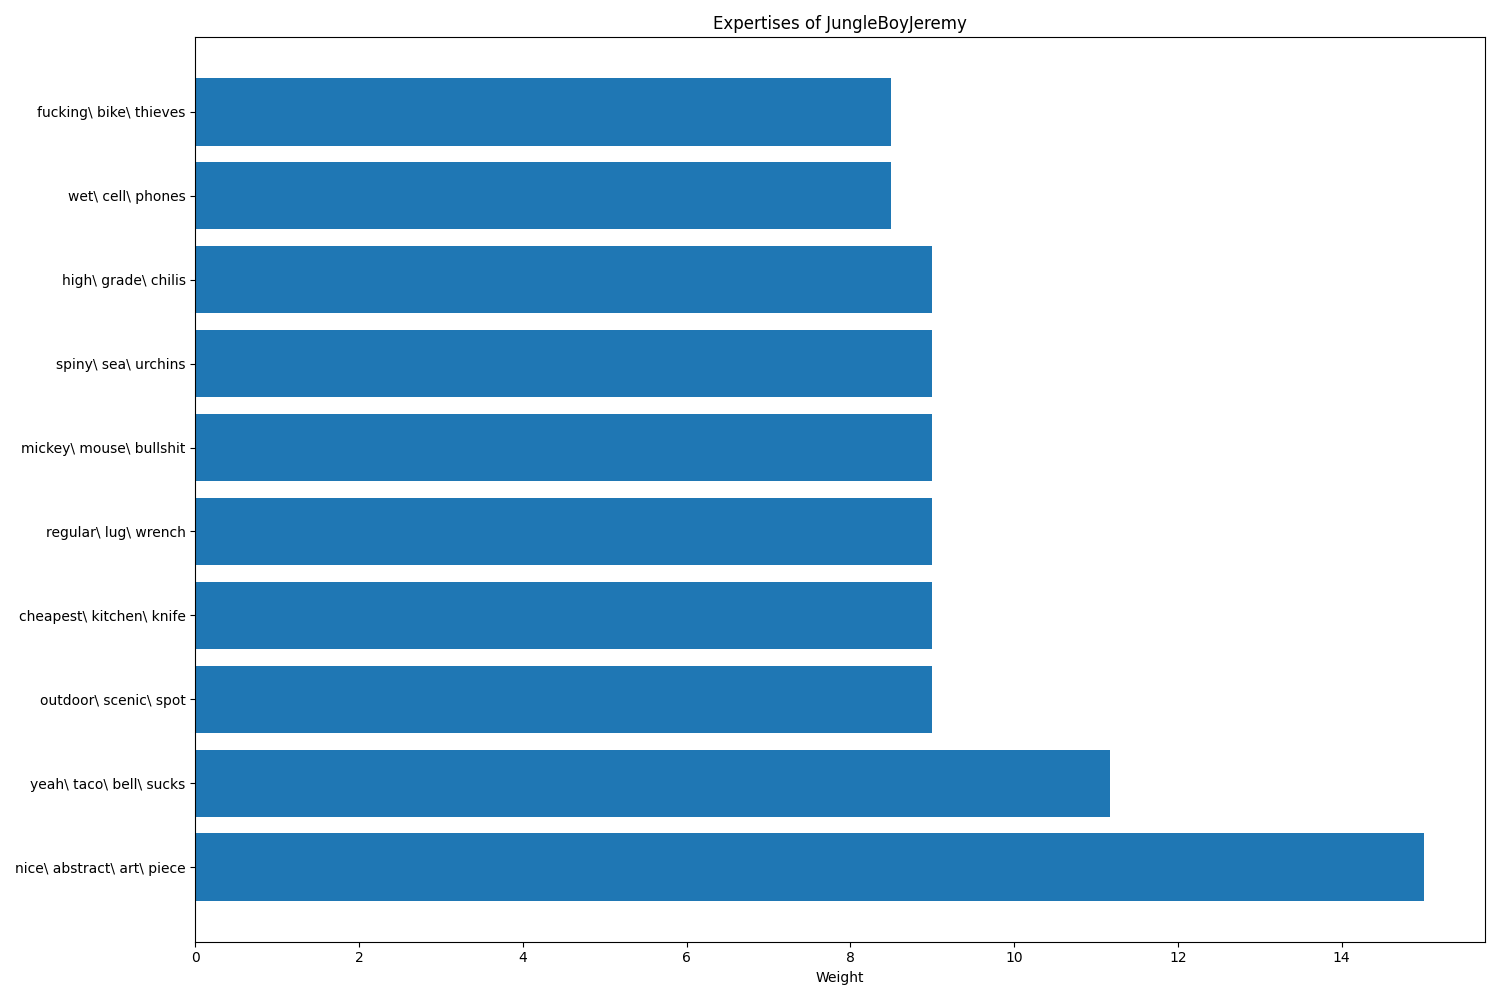 Expertises of JungleBoyJeremy
fucking\ bike\ thieves
wet\ cell\ phones
high\ grade\ chilis
spiny\ sea\ urchins
mickey\ mouse\ bullshit
regular\ lug\ wrench
cheapest\ kitchen\ knife
outdoor\ scenic\ spot
yeah\ taco\ bell\ sucks
nice\ abstract\ art\ piece
0 2 4 6 8 10 12 14
Weight